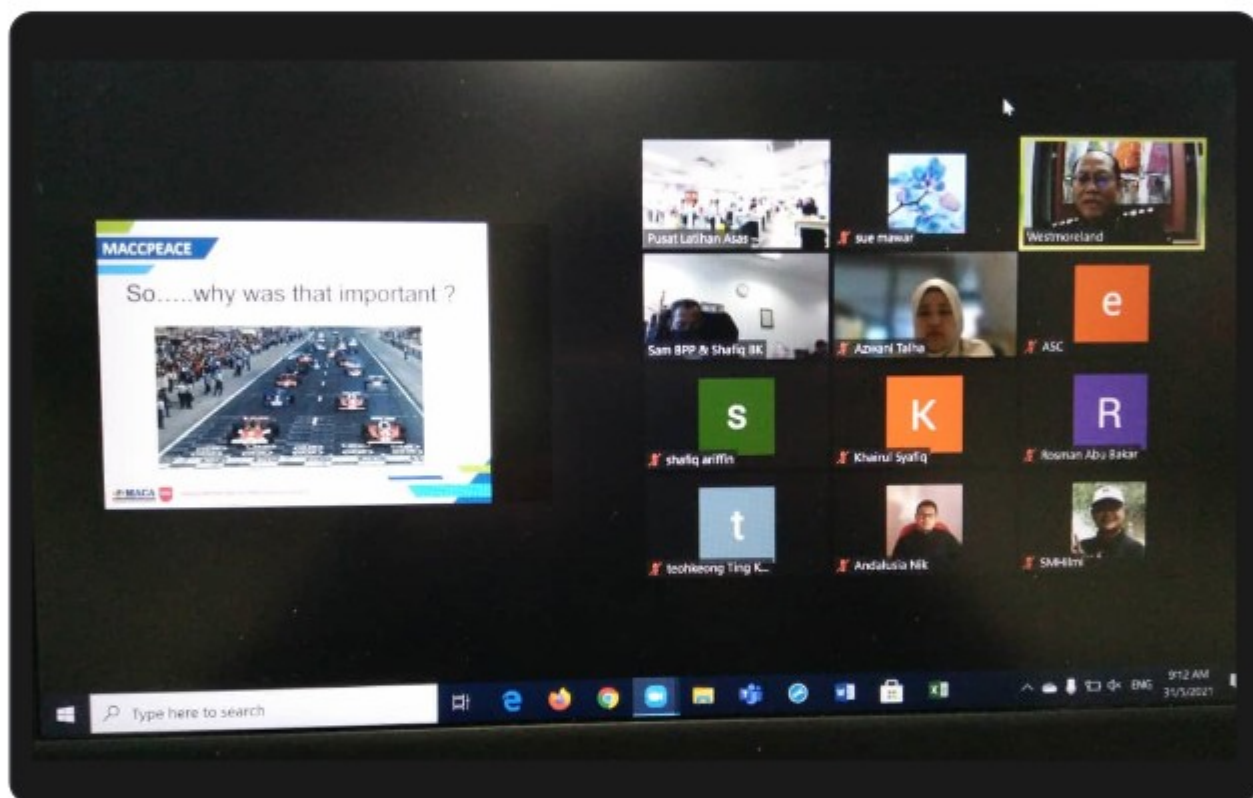 MACCPEACE
So.....why was that important ?
MACA
Pusat Latihan Asas
sue mawar
Westmoreland
Sam BPP & Shafiq BK
Azwani Talha
e
ASC
s
shafiq ariffin
K
Khairul Syafiq
R
Rosman Abu Bakar
t
teohkeong Ting K...
Andalusia Nik
SMHilmi
Type here to search
ENG
9:12 AM
31/5/2021